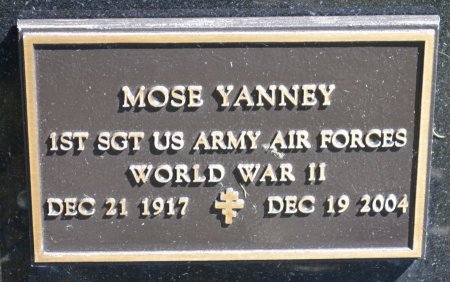 MOSE YANNEY
1ST SGT US ARMY AIR FORCES
WORLD WAR II
DEC 21 1917 DEC 19 2004